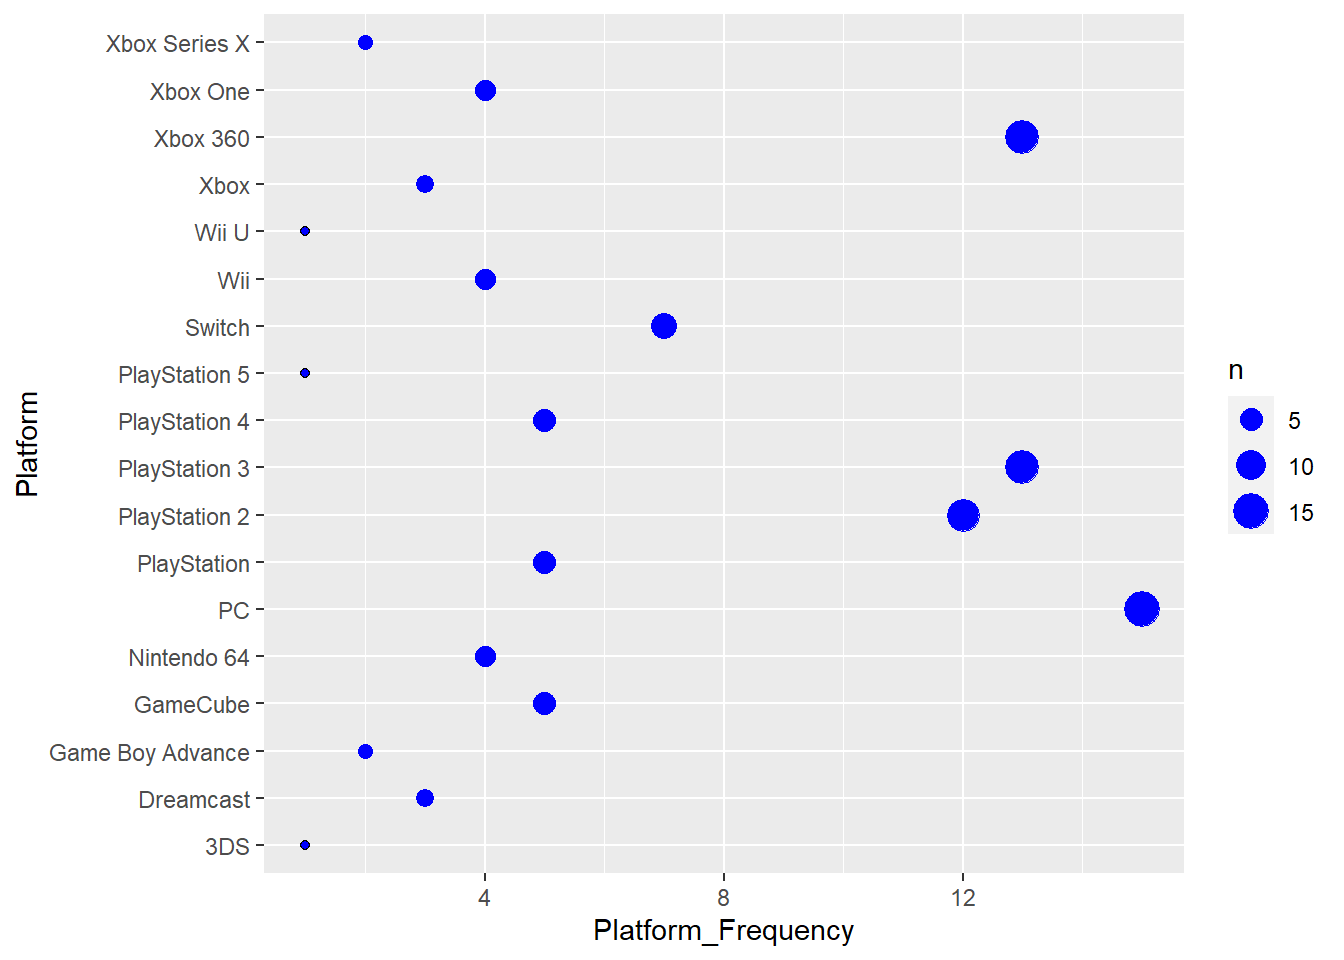 Xbox Series X
Xbox One
Xbox 360
Xbox
Wii U
Wii
Switch
PlayStation 5
PlayStation 4
PlayStation 3
PlayStation 2
PlayStation
PC
Nintendo 64
GameCube
Game Boy Advance
Dreamcast
3DS
Platform
4 8 12
Platform_Frequency
n
5
10
15